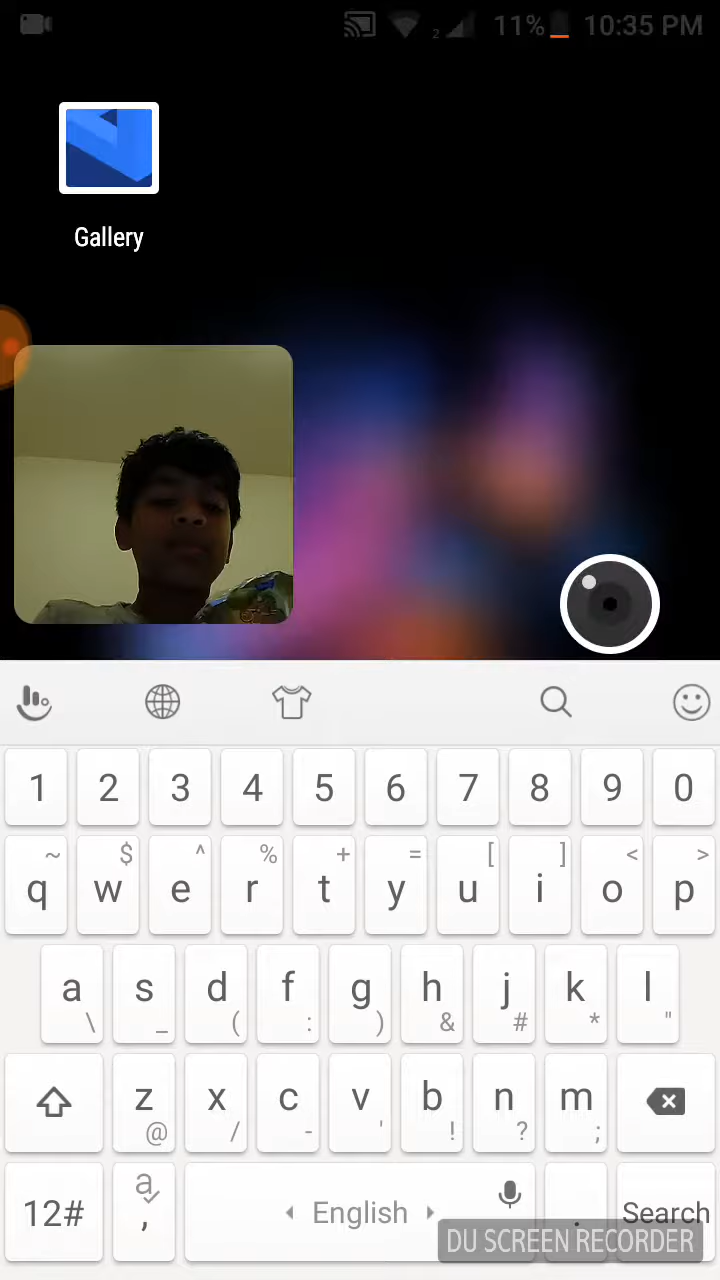 2 11% 10:35 PM
Gallery
1 2 3 4 5 6 7 8 9 0
~ $ ^ % + = [ ] < >
q w e r t y u i o p
a s d f g h j k l
\ _ ( : ) & # * "
z x c v b n m
@ / - ' ! ? ;
12# a , English . Search
DU SCREEN RECORDER